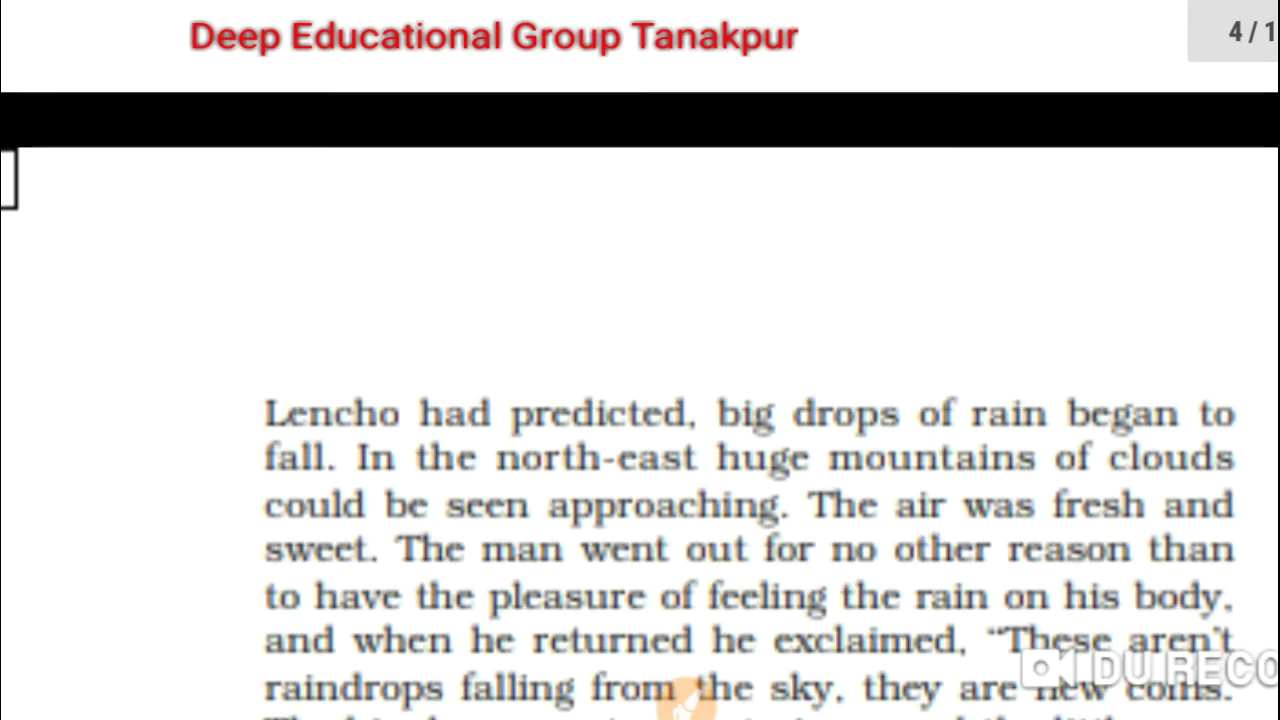 Deep Educational Group Tanakpur
4 / 1
Lencho had predicted, big drops of rain began to
fall. In the north-east huge mountains of clouds
could be seen approaching. The air was fresh and
sweet. The man went out for no other reason than
to have the pleasure of feeling the rain on his body,
and when he returned he exclaimed, “These aren’t
raindrops falling from the sky, they are new coins.
DU RECO